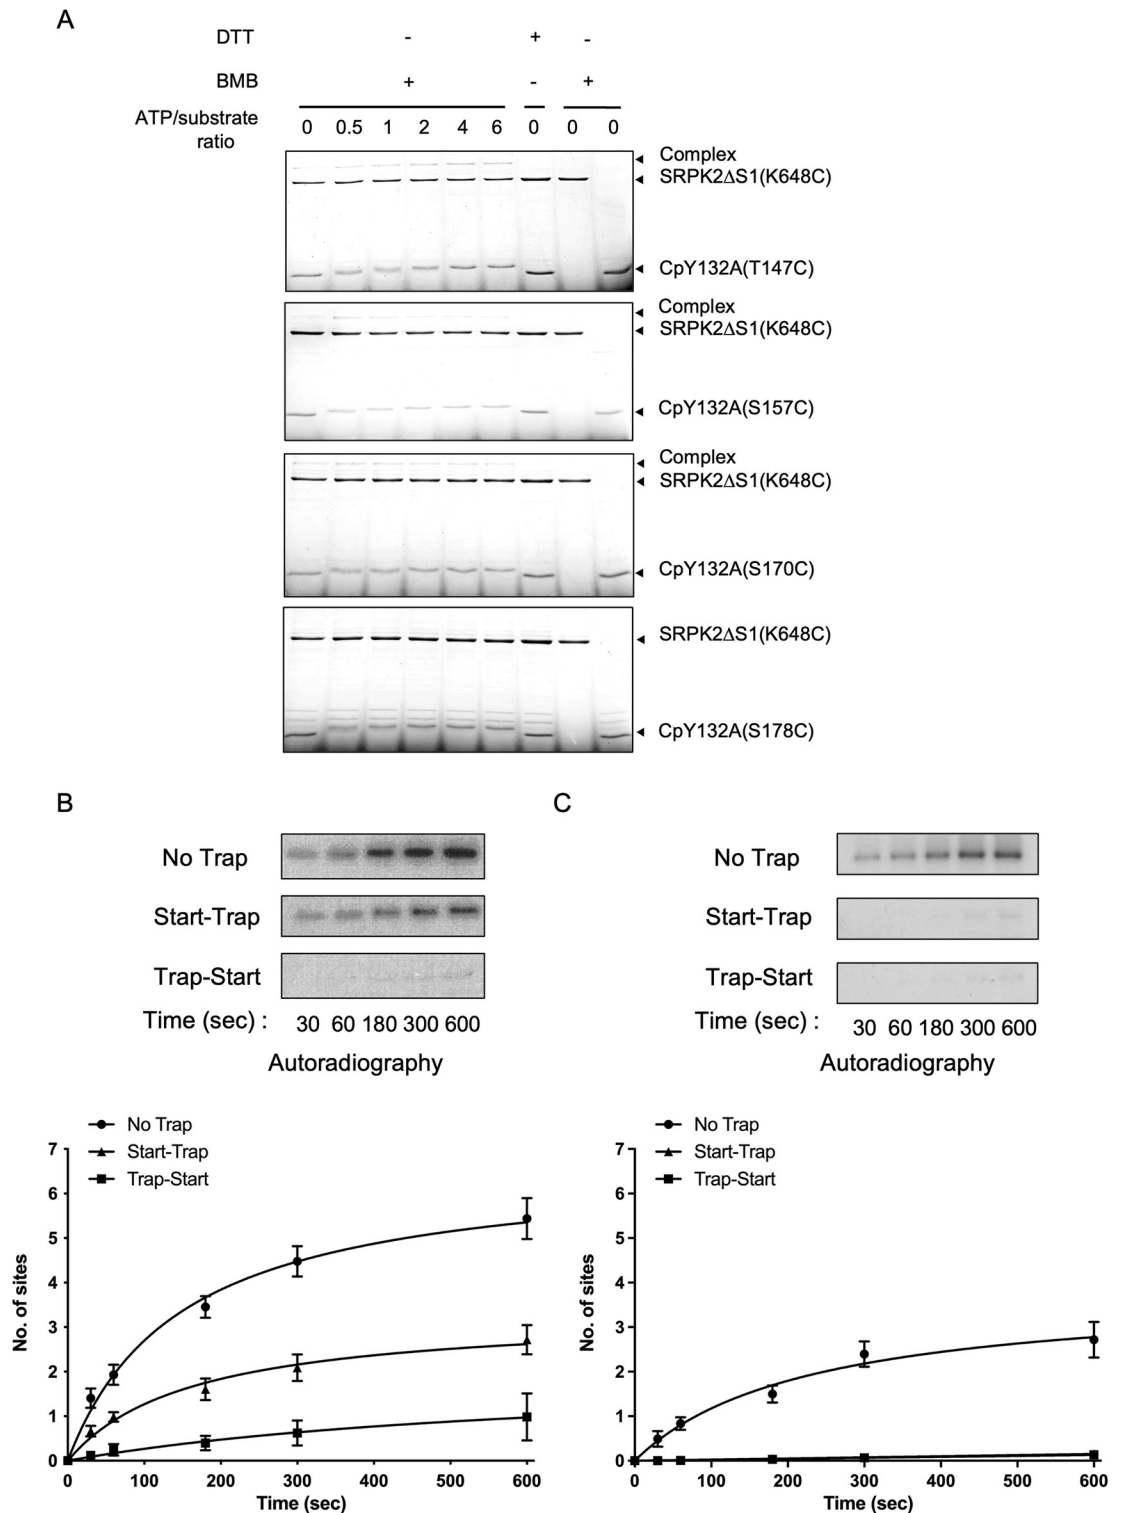 A
DTT - + -
BMB + - +
ATP/substrate ratio 0 0.5 1 2 4 6 0 0 0
Complex
SRPK2ΔS1(K648C)
CpY132A(T147C)
Complex
SRPK2ΔS1(K648C)
CpY132A(S157C)
Complex
SRPK2ΔS1(K648C)
CpY132A(S170C)
SRPK2ΔS1(K648C)
CpY132A(S178C)
B
No Trap
Start-Trap
Trap-Start
Time (sec) : 30 60 180 300 600
Autoradiography
No Trap
Start-Trap
Trap-Start
7
6
5
4
3
2
1
0
No. of sites
0 100 200 300 400 500 600
Time (sec)
C
No Trap
Start-Trap
Trap-Start
Time (sec) : 30 60 180 300 600
Autoradiography
No Trap
Start-Trap
Trap-Start
7
6
5
4
3
2
1
0
No. of sites
0 100 200 300 400 500 600
Time (sec)